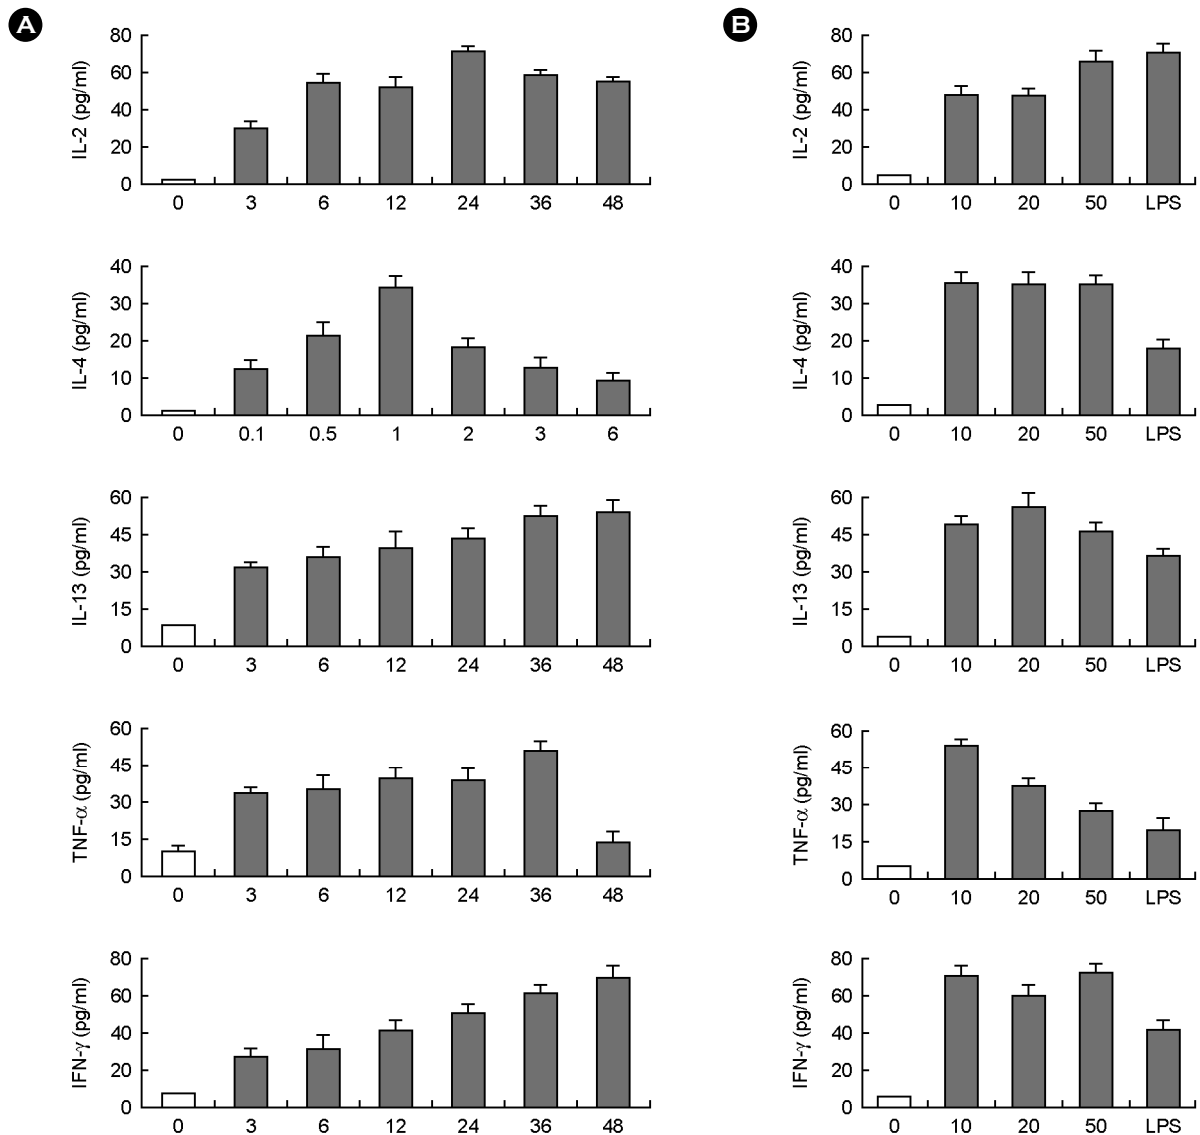 A
IL-2 (pg/ml)
80
60
40
20
0
0 3 6 12 24 36 48
IL-4 (pg/ml)
40
30
20
10
0
0 0.1 0.5 1 2 3 6
IL-13 (pg/ml)
60
45
30
15
0
0 3 6 12 24 36 48
TNF-α (pg/ml)
60
45
30
15
0
0 3 6 12 24 36 48
IFN-γ (pg/ml)
80
60
40
20
0
0 3 6 12 24 36 48
B
IL-2 (pg/ml)
80
60
40
20
0
0 10 20 50 LPS
IL-4 (pg/ml)
40
30
20
10
0
0 10 20 50 LPS
IL-13 (pg/ml)
60
45
30
15
0
0 10 20 50 LPS
TNF-α (pg/ml)
60
45
30
15
0
0 10 20 50 LPS
IFN-γ (pg/ml)
80
60
40
20
0
0 10 20 50 LPS